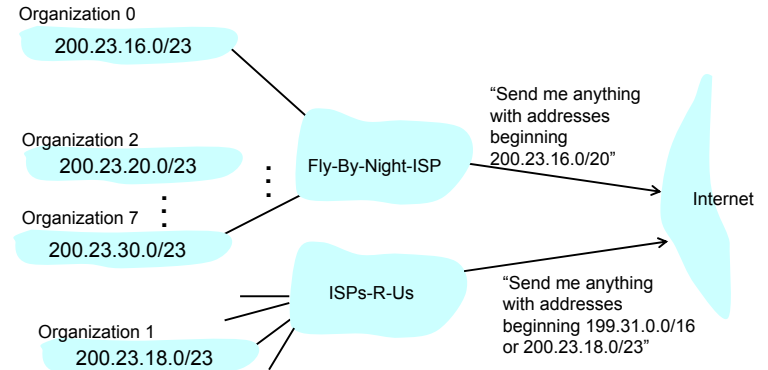 Organization 0
200.23.16.0/23
Organization 2
200.23.20.0/23
Organization 7
200.23.30.0/23
Fly-By-Night-ISP
“Send me anything
with addresses
beginning
200.23.16.0/20”
Internet
ISPs-R-Us
Organization 1
200.23.18.0/23
“Send me anything
with addresses
beginning 199.31.0.0/16
or 200.23.18.0/23”